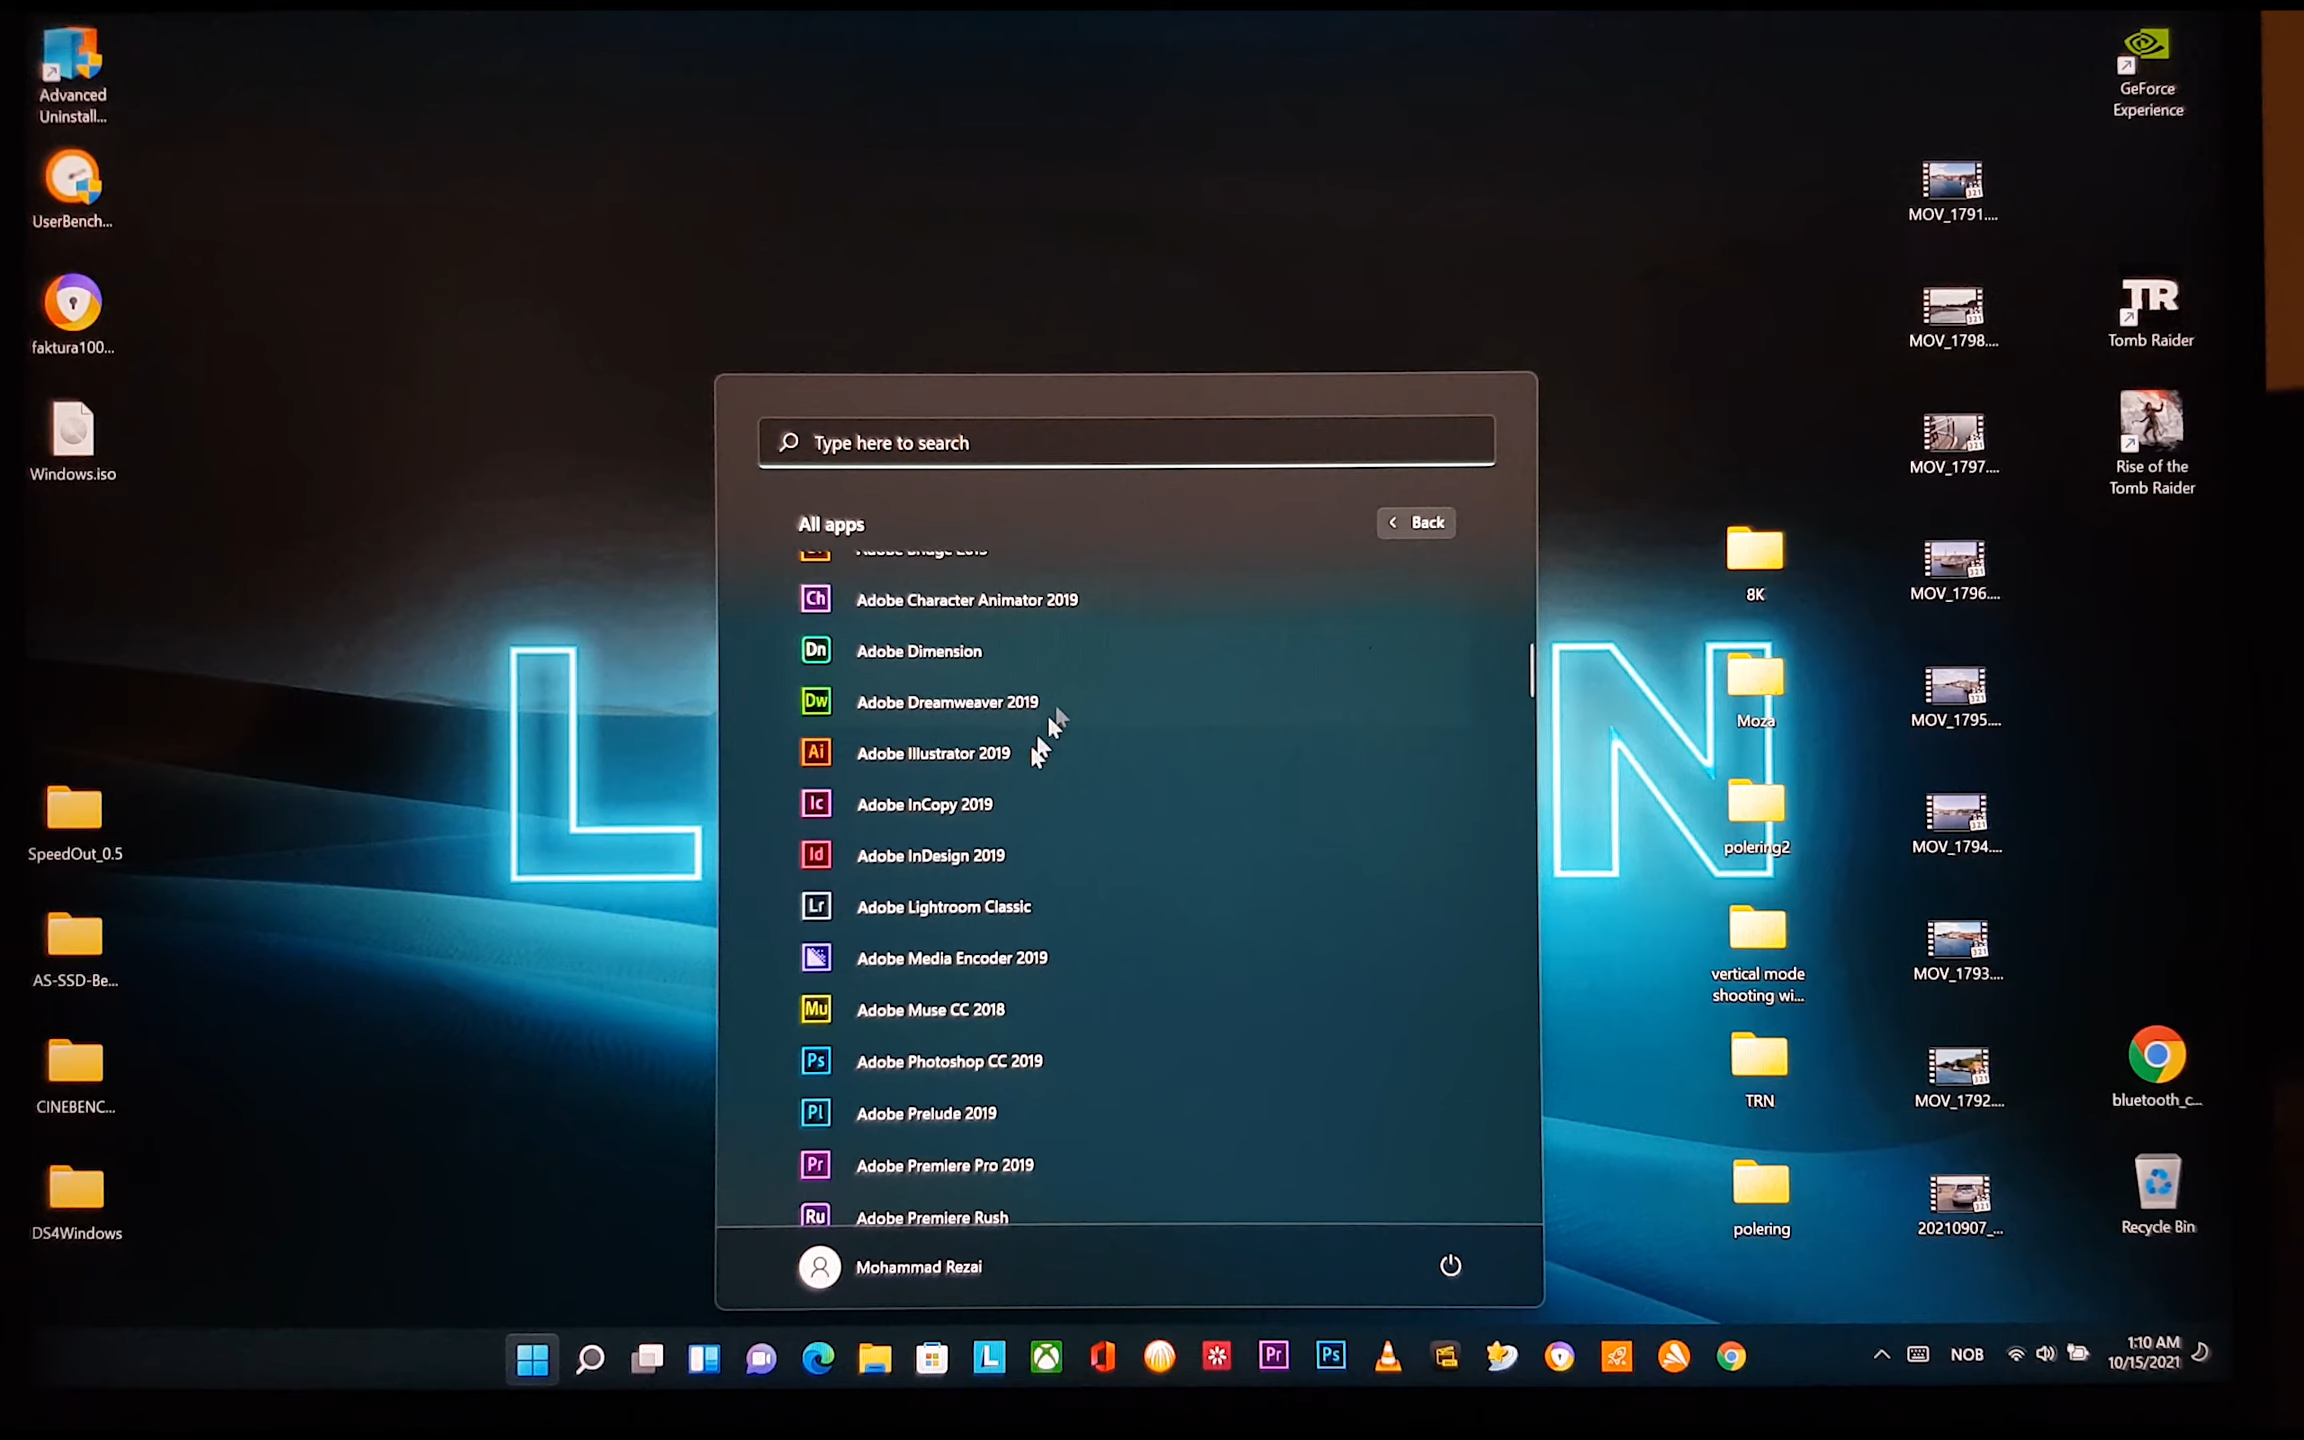 Advanced
Uninstall...
UserBench...
faktura100...
Windows.iso
SpeedOut_0.5
AS-SSD-Be...
CINEBENC...
DS4Windows
L
N
Type here to search
All apps
Back
Adobe Bridge 2019
Ch Adobe Character Animator 2019
Dn Adobe Dimension
Dw Adobe Dreamweaver 2019
Ai Adobe Illustrator 2019
Ic Adobe InCopy 2019
Id Adobe InDesign 2019
Lr Adobe Lightroom Classic
Adobe Media Encoder 2019
Mu Adobe Muse CC 2018
Ps Adobe Photoshop CC 2019
Pl Adobe Prelude 2019
Pr Adobe Premiere Pro 2019
Ru Adobe Premiere Rush
Mohammad Rezai
8K
Moza
polering2
vertical mode
shooting wi...
TRN
polering
MOV_1791....
MOV_1798....
MOV_1797....
MOV_1796....
MOV_1795....
MOV_1794....
MOV_1793....
MOV_1792....
20210907_...
GeForce
Experience
TR
Tomb Raider
Rise of the
Tomb Raider
bluetooth_c...
Recycle Bin
L
Pr
Ps
NOB
1:10 AM
10/15/2021